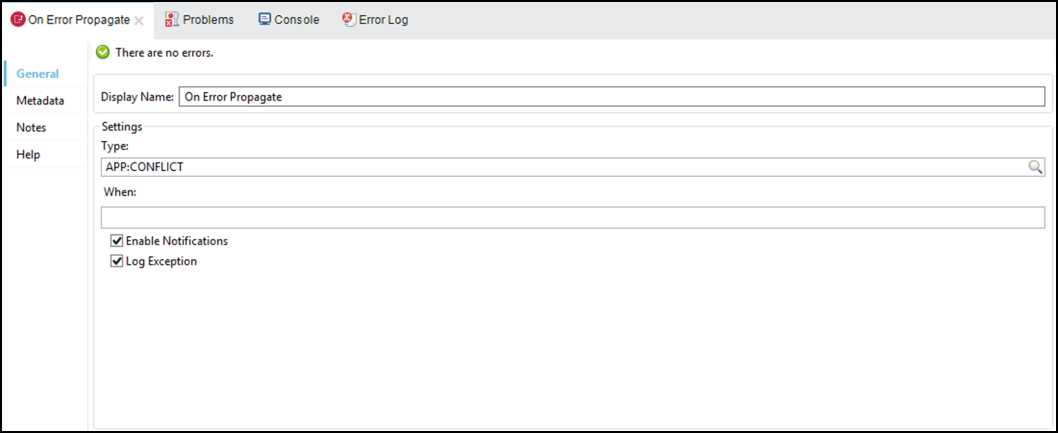 On Error Propagate Problems Console Error Log
There are no errors.
General
Metadata
Notes
Help
Display Name: On Error Propagate
Settings
Type:
APP:CONFLICT
When:
Enable Notifications
Log Exception